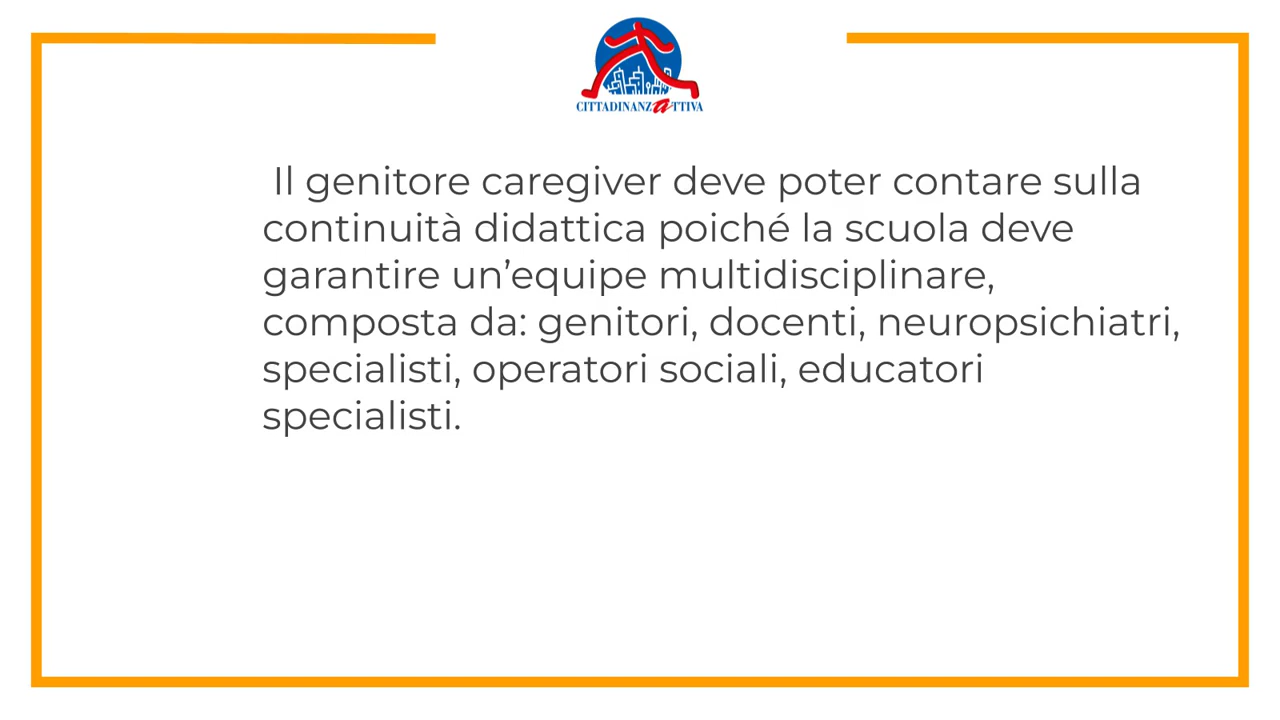 CITTADINANZATTIVA
Il genitore caregiver deve poter contare sulla
continuità didattica poiché la scuola deve
garantire un’equipe multidisciplinare,
composta da: genitori, docenti, neuropsichiatri,
specialisti, operatori sociali, educatori
specialisti.